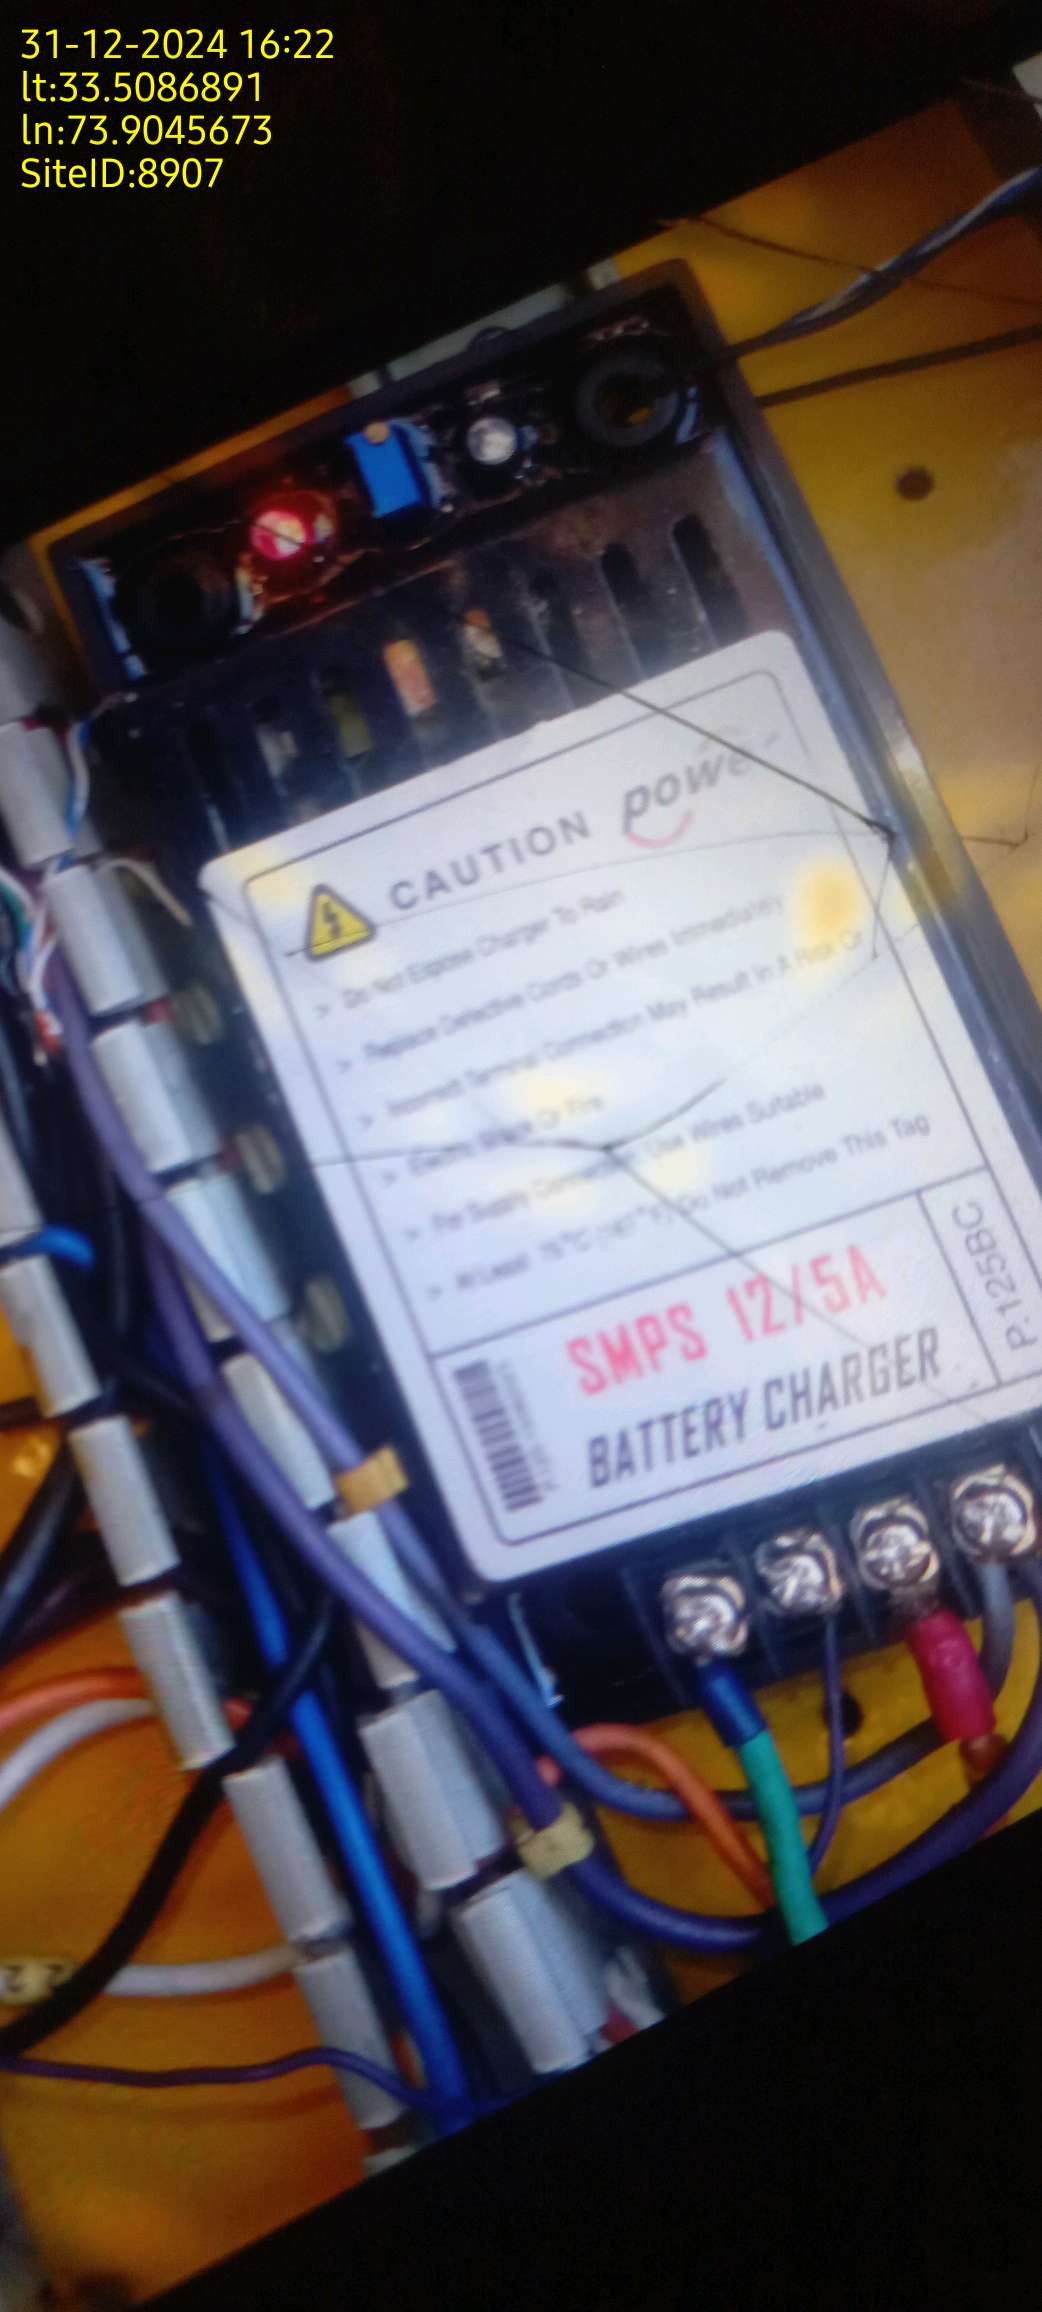 31-12-2024 16:22
lt:33.5086891
ln:73.9045673
SiteID:8907
CAUTION power
> Do Not Expose Charger To Rain
> Replace Defective Cords Or Wires Immediately
> Incorrect Terminal Connection May Result In A Risk Or
> Electric Shock Or Fire
> For Supply Connection, Use Wires Suitable
> At Least 75°C (167°F) Do Not Remove This Tag
SMPS 12/5A
BATTERY CHARGER
P.125BC